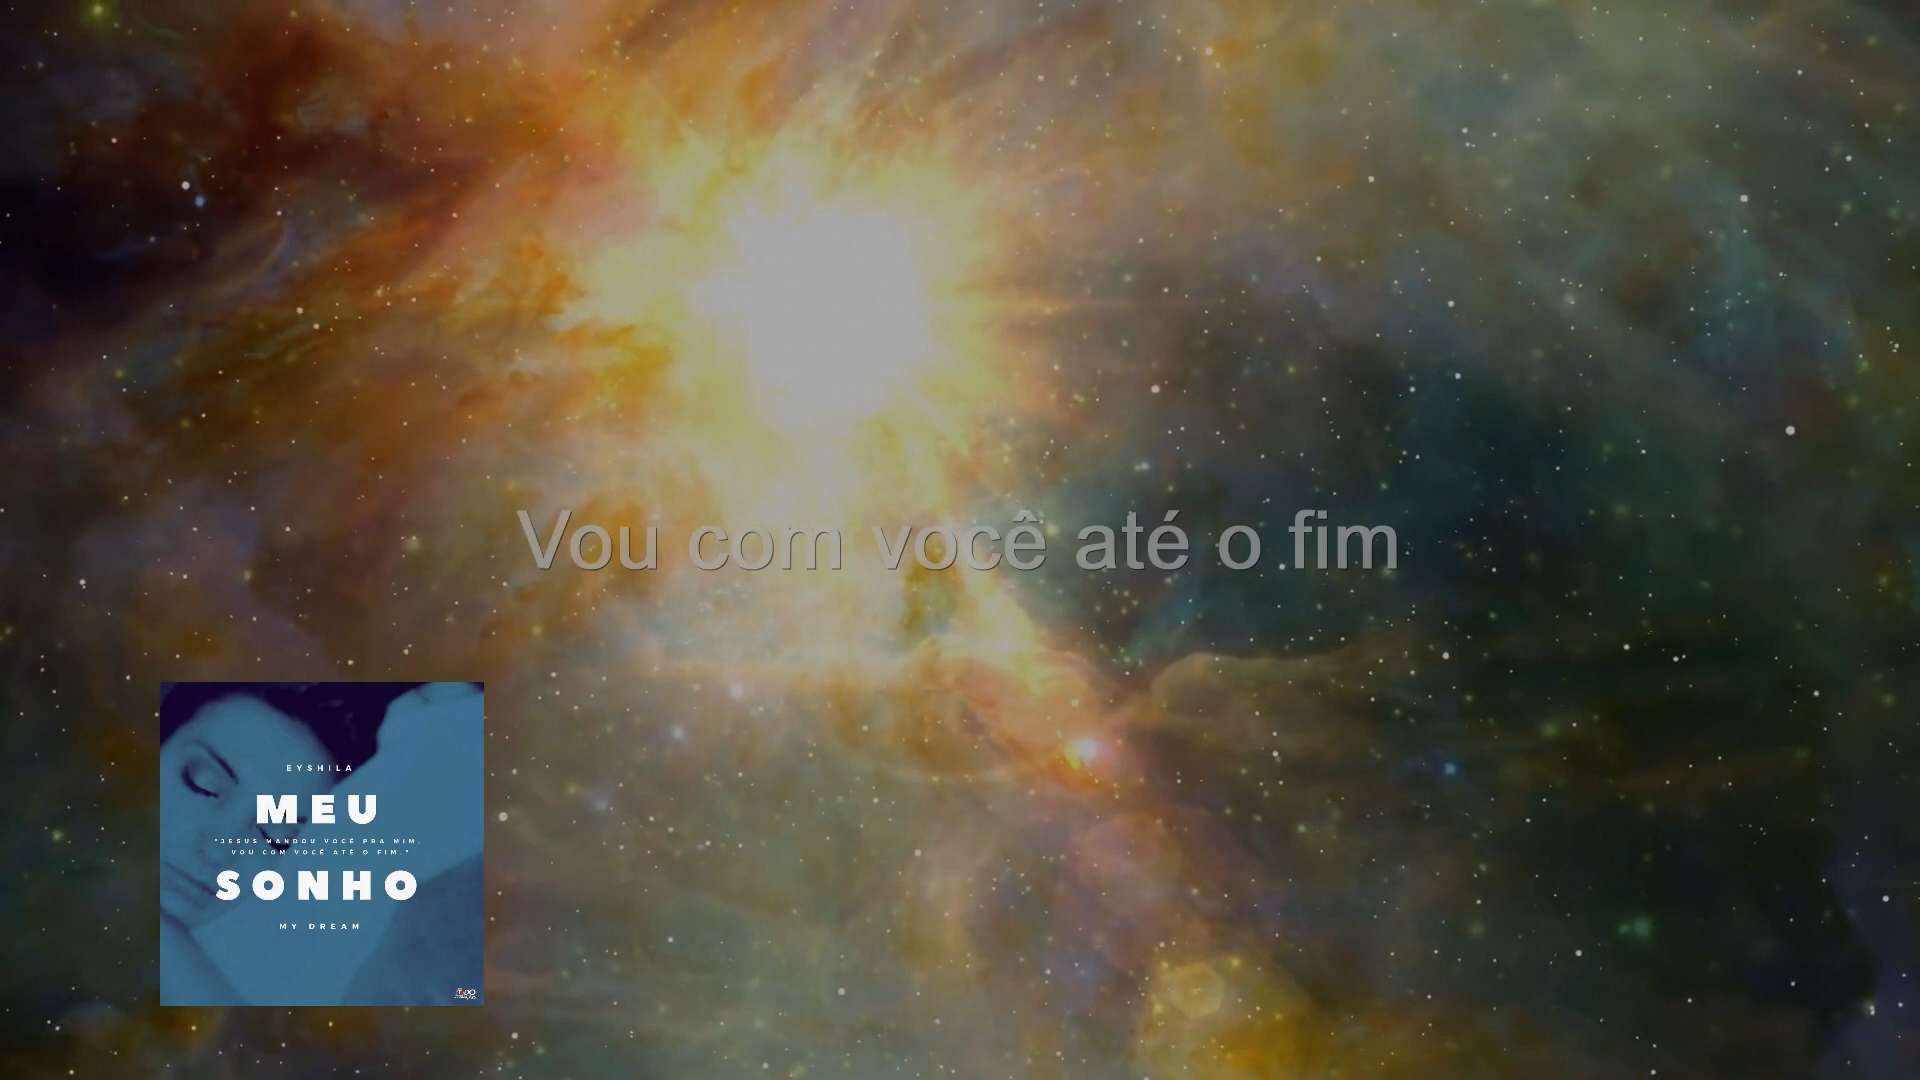 Vou com você até o fim
EYSHILA
MEU
"JESUS MANDOU VOCÊ PRA MIM,
VOU COM VOCÊ ATÉ O FIM."
SONHO
MY DREAM